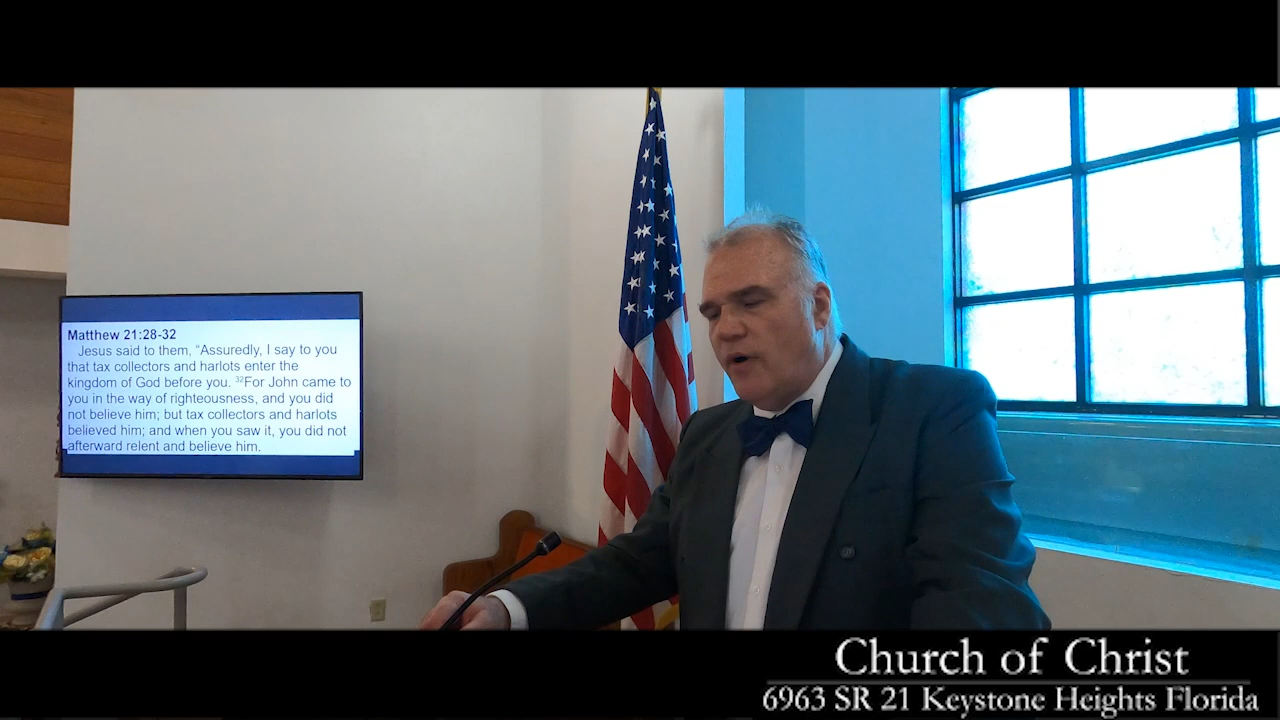 Matthew 21:28-32
Jesus said to them, “Assuredly, I say to you
that tax collectors and harlots enter the
kingdom of God before you. ³²For John came to
you in the way of righteousness, and you did
not believe him; but tax collectors and harlots
believed him; and when you saw it, you did not
afterward relent and believe him.
Church of Christ
6963 SR 21 Keystone Heights Florida